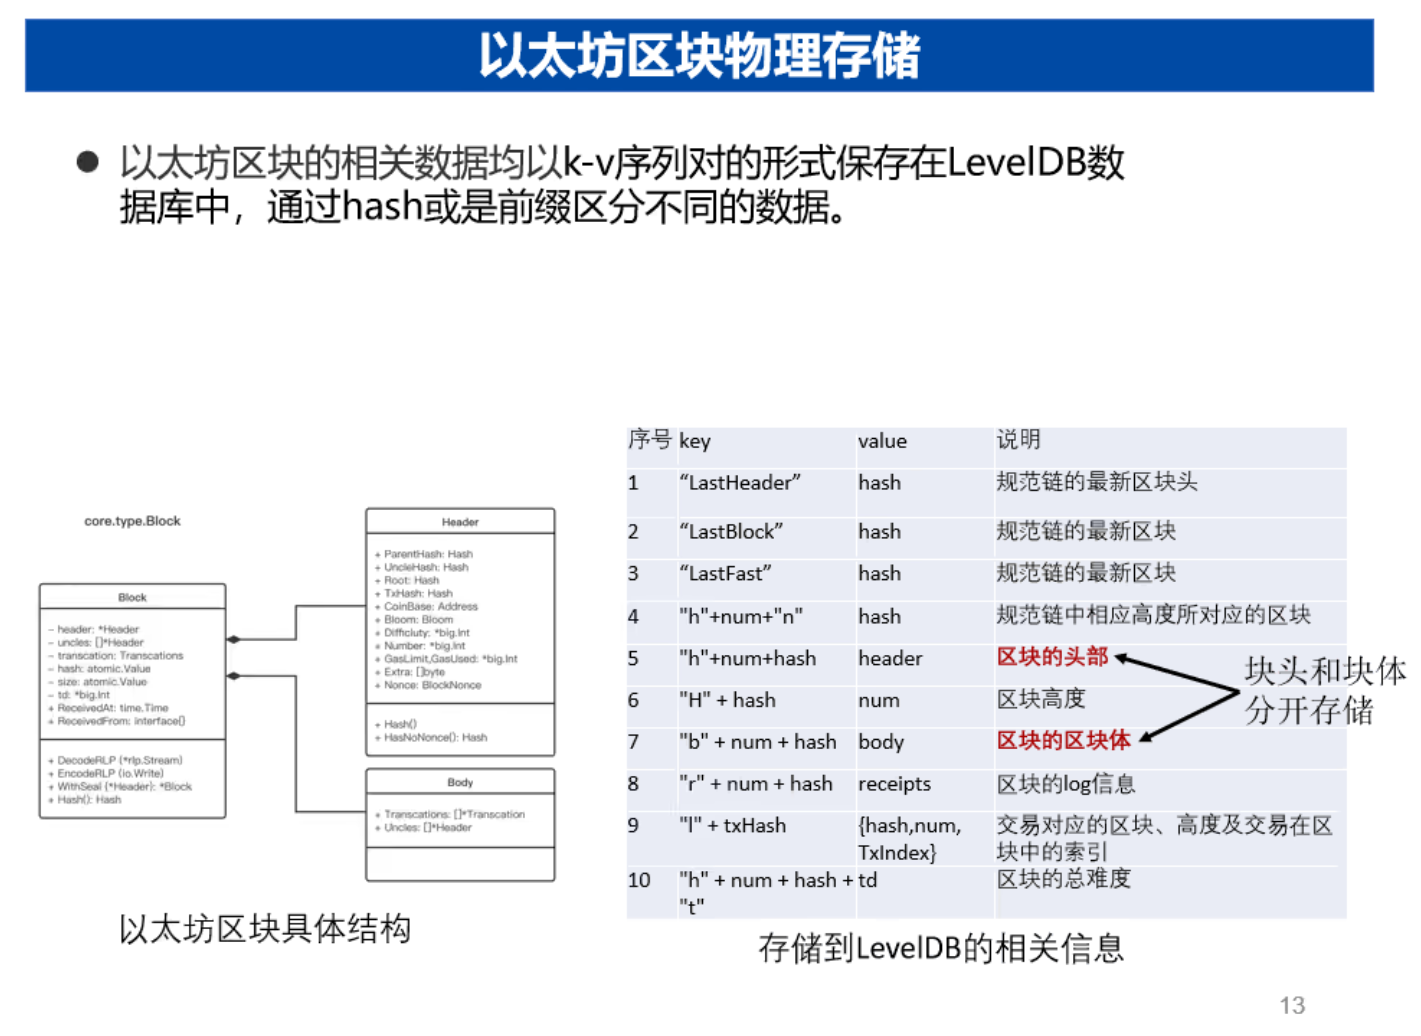 以太坊区块物理存储
以太坊区块的相关数据均以k-v序列对的形式保存在LevelDB数
据库中，通过hash或是前缀区分不同的数据。
core.type.Block
Block
- header: *Header
- uncles: []*Header
- transcation: Transcations
- hash: atomic.Value
- size: atomic.Value
- td: *big.Int
+ ReceivedAt: time.Time
+ ReceivedFrom: interface{}
+ DecodeRLP (*rlp.Stream)
+ EncodeRLP (io.Write)
+ WithSeal (*Header): *Block
+ Hash(): Hash
Header
+ ParentHash: Hash
+ UncleHash: Hash
+ Root: Hash
+ TxHash: Hash
+ CoinBase: Address
+ Bloom: Bloom
+ Difficluty: *big.Int
+ Number: *big.Int
+ GasLimit,GasUsed: *big.Int
+ Extra: []byte
+ Nonce: BlockNonce
+ Hash()
+ HasNoNonce(): Hash
Body
+ Transcations: []*Transcation
+ Uncles: []*Header
以太坊区块具体结构
序号 key value 说明
1 “LastHeader” hash 规范链的最新区块头
2 “LastBlock” hash 规范链的最新区块
3 “LastFast” hash 规范链的最新区块
4 "h"+num+"n" hash 规范链中相应高度所对应的区块
5 "h"+num+hash header 区块的头部
6 "H" + hash num 区块高度
7 "b" + num + hash body 区块的区块体
8 "r" + num + hash receipts 区块的log信息
9 "l" + txHash {hash,num, 交易对应的区块、高度及交易在区
TxIndex} 块中的索引
10 "h" + num + hash + td 区块的总难度
"t"
块头和块体
分开存储
存储到LevelDB的相关信息
13